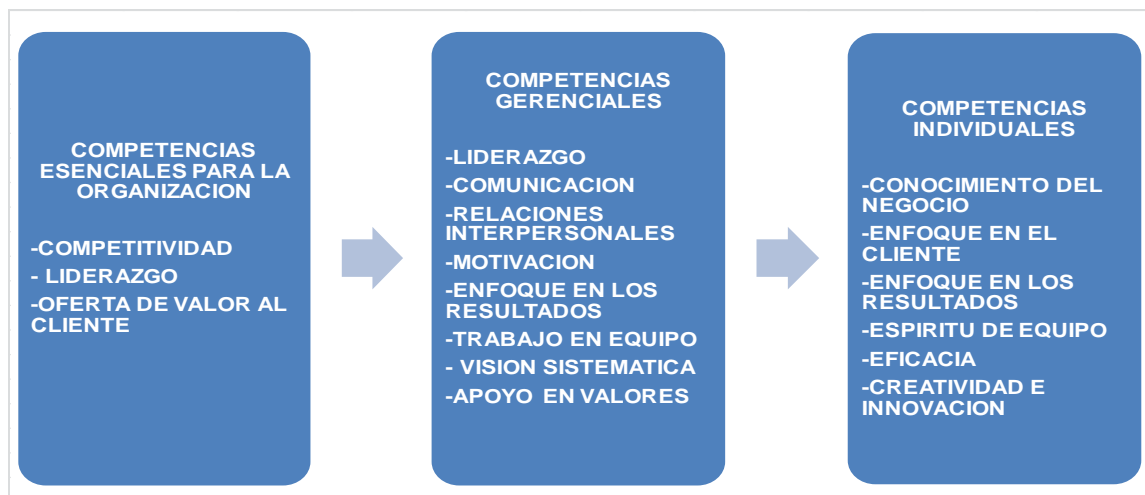 COMPETENCIAS
ESENCIALES PARA LA
ORGANIZACION
-COMPETITIVIDAD
- LIDERAZGO
-OFERTA DE VALOR AL
CLIENTE
COMPETENCIAS
GERENCIALES
-LIDERAZGO
-COMUNICACION
-RELACIONES
INTERPERSONALES
-MOTIVACION
-ENFOQUE EN LOS
RESULTADOS
-TRABAJO EN EQUIPO
- VISION SISTEMATICA
-APOYO EN VALORES
COMPETENCIAS
INDIVIDUALES
-CONOCIMIENTO DEL
NEGOCIO
-ENFOQUE EN EL
CLIENTE
-ENFOQUE EN LOS
RESULTADOS
-ESPIRITU DE EQUIPO
-EFICACIA
-CREATIVIDAD E
INNOVACION